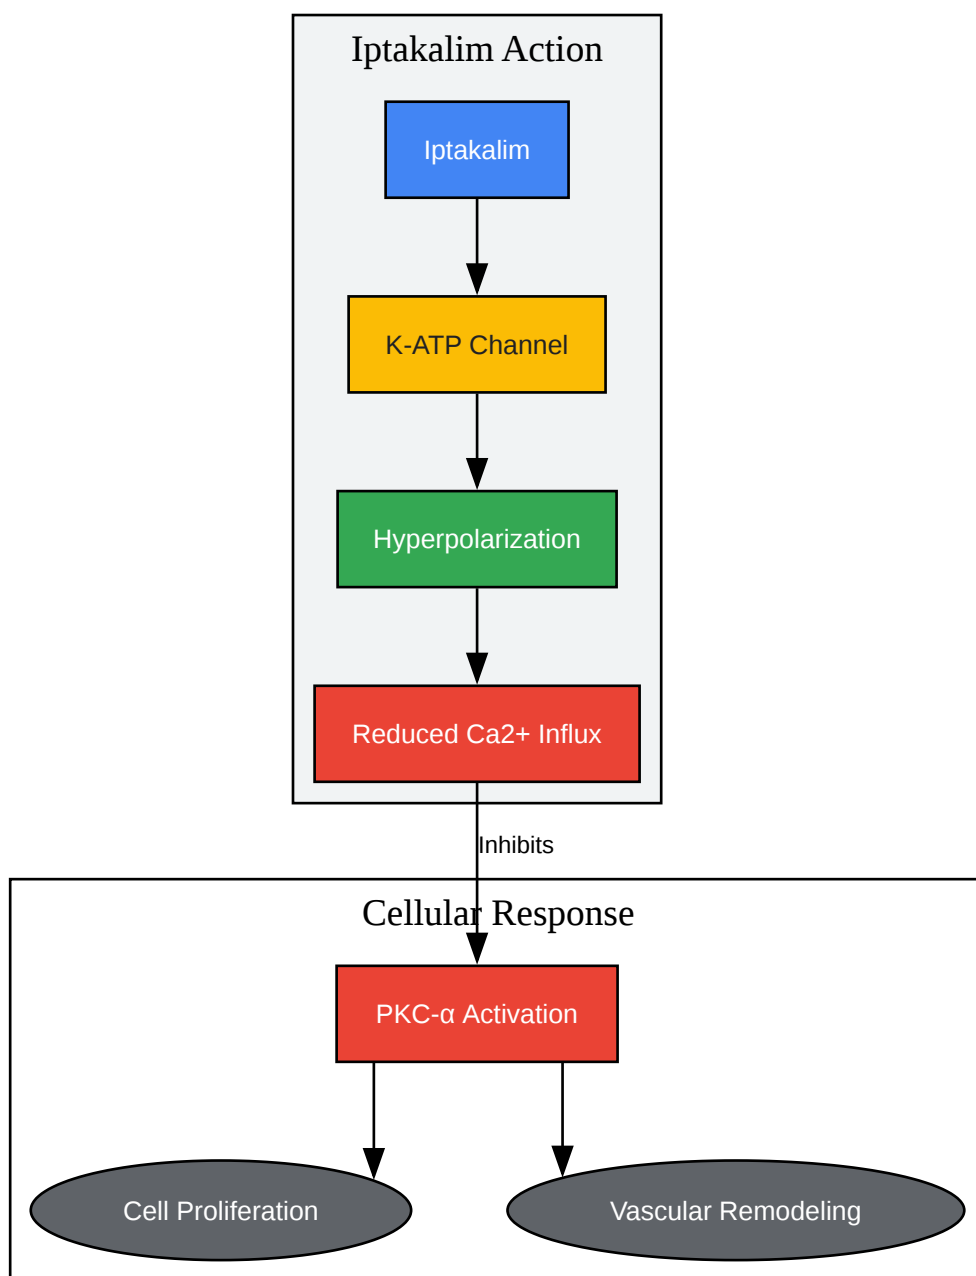 Iptakalim Action
Iptakalim
K-ATP Channel
Hyperpolarization
Reduced Ca2+ Influx
Inhibits
Cellular Response
PKC-α Activation
Cell Proliferation
Vascular Remodeling